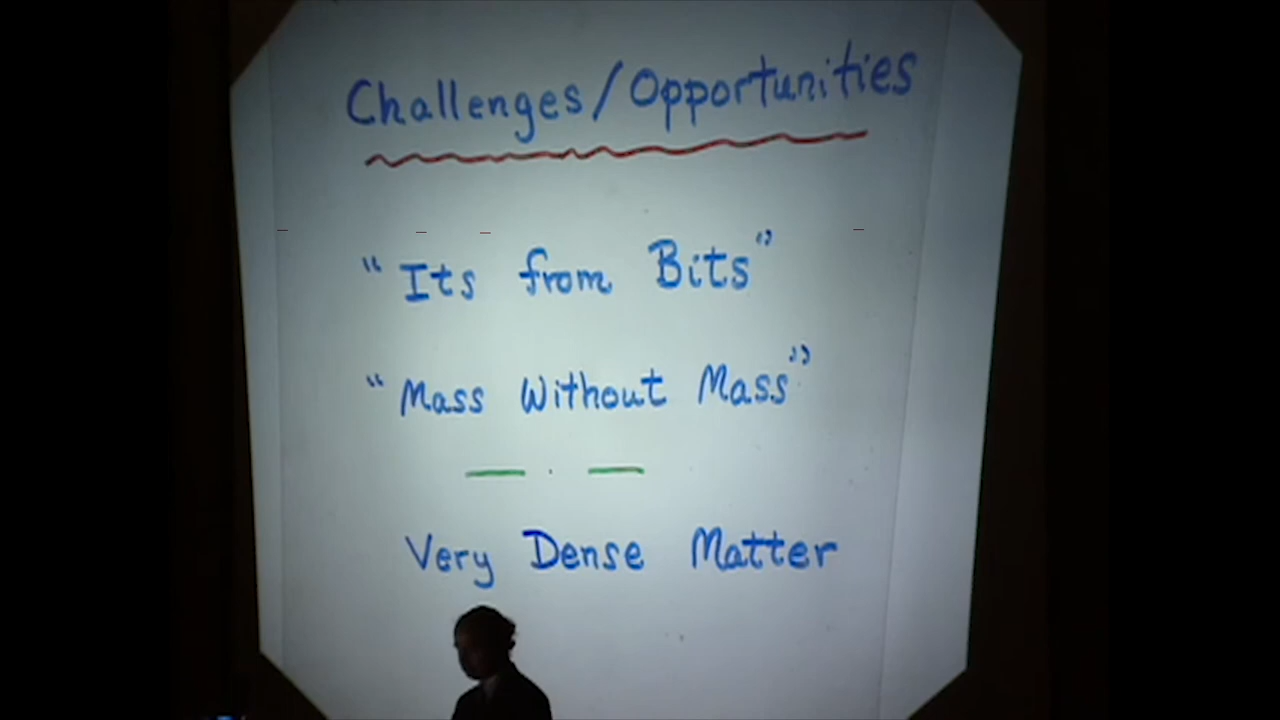 Challenges/Opportunities
"Its from Bits"
"Mass Without Mass"
Very Dense Matter